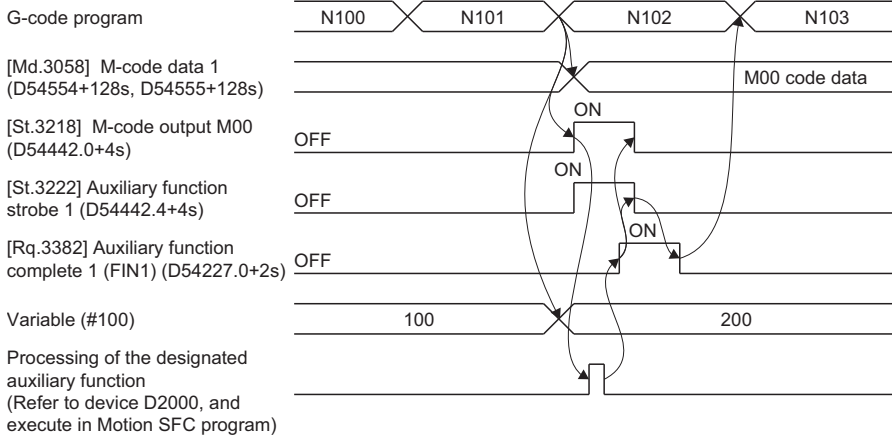 G-code program
N100 N101 N102 N103
[Md.3058] M-code data 1
(D54554+128s, D54555+128s)
M00 code data
[St.3218] M-code output M00
(D54442.0+4s)
OFF
ON
[St.3222] Auxiliary function
strobe 1 (D54442.4+4s)
OFF
ON
[Rq.3382] Auxiliary function
complete 1 (FIN1) (D54227.0+2s)
OFF
ON
Variable (#100)
100 200
Processing of the designated
auxiliary function
(Refer to device D2000, and
execute in Motion SFC program)